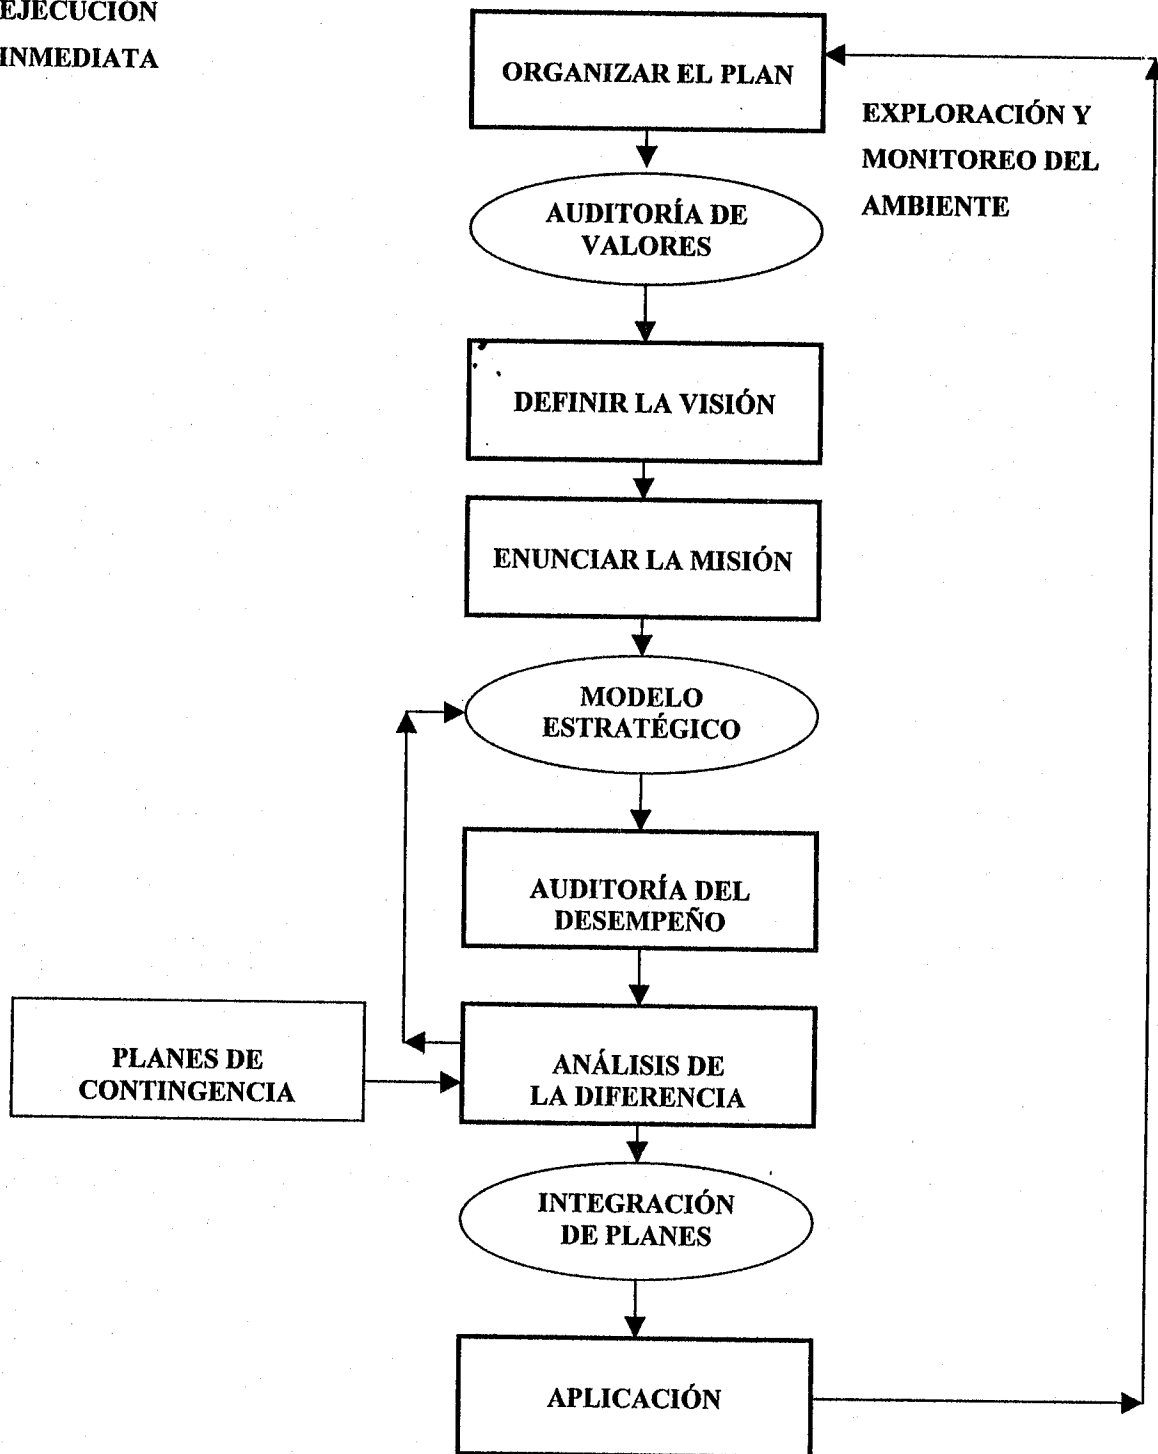 EJECUCIÓN
INMEDIATA
ORGANIZAR EL PLAN
EXPLORACIÓN Y
MONITOREO DEL
AMBIENTE
AUDITORÍA DE
VALORES
DEFINIR LA VISIÓN
ENUNCIAR LA MISIÓN
MODELO
ESTRATÉGICO
AUDITORÍA DEL
DESEMPEÑO
PLANES DE
CONTINGENCIA
ANÁLISIS DE
LA DIFERENCIA
INTEGRACIÓN
DE PLANES
APLICACIÓN